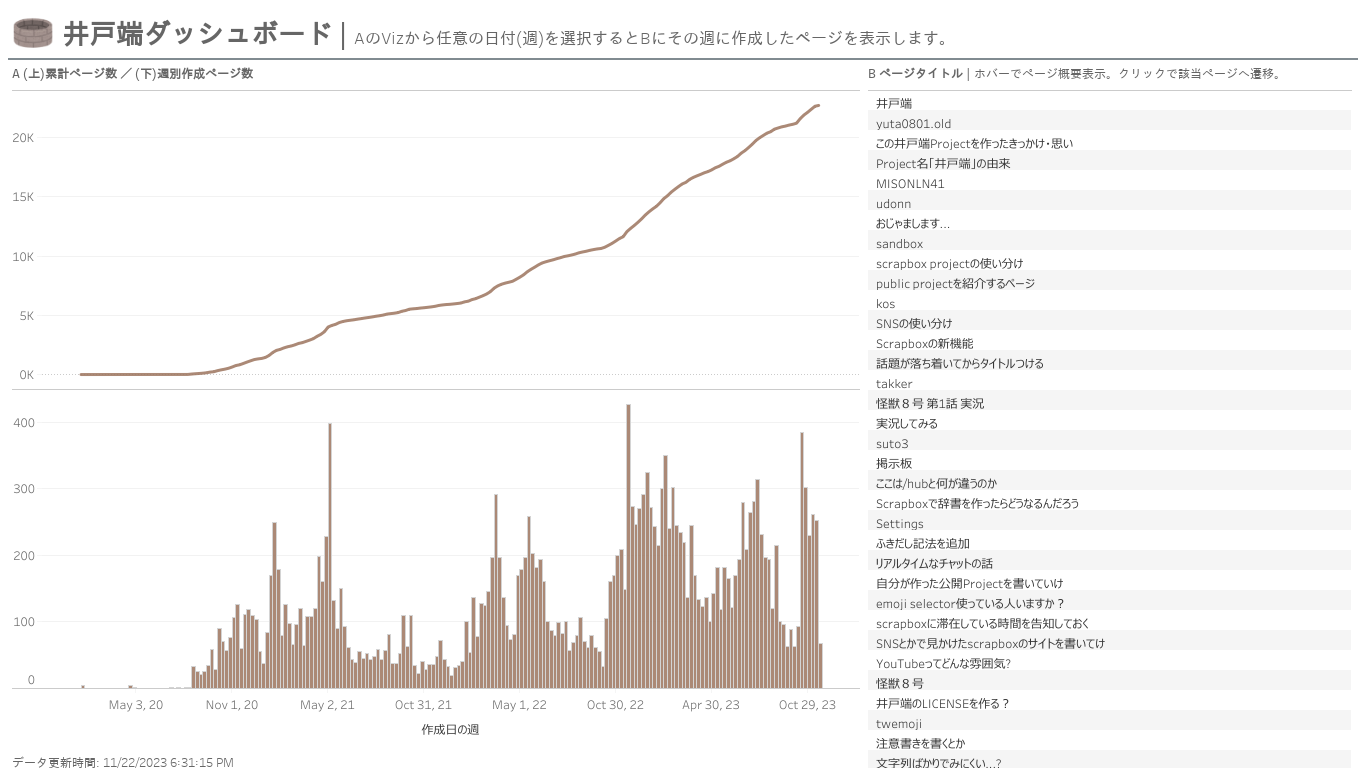 井戸端ダッシュボード | AのVizから任意の日付(週)を選択するとBにその週に作成したページを表示します。
A (上)累計ページ数 ／ (下)週別作成ページ数
20K
15K
10K
5K
0K
400
300
200
100
0
May 3, 20 Nov 1, 20 May 2, 21 Oct 31, 21 May 1, 22 Oct 30, 22 Apr 30, 23 Oct 29, 23
作成日の週
データ更新時間: 11/22/2023 6:31:15 PM
B ページタイトル | ホバーでページ概要表示。クリックで該当ページへ遷移。
井戸端
yuta0801.old
この井戸端Projectを作ったきっかけ・思い
Project名「井戸端」の由来
MISONLN41
udonn
おじゃまします…
sandbox
scrapbox projectの使い分け
public projectを紹介するページ
kos
SNSの使い分け
Scrapboxの新機能
話題が落ち着いてからタイトルつける
takker
怪獣８号 第1話 実況
実況してみる
suto3
掲示板
ここは/hubと何が違うのか
Scrapboxで辞書を作ったらどうなるんだろう
Settings
ふきだし記法を追加
リアルタイムなチャットの話
自分が作った公開Projectを書いていけ
emoji selector使っている人いますか？
scrapboxに滞在している時間を告知しておく
SNSとかで見かけたscrapboxのサイトを書いてけ
YouTubeってどんな雰囲気?
怪獣８号
井戸端のLICENSEを作る？
twemoji
注意書きを書くとか
文字列ばかりでみにくい…?